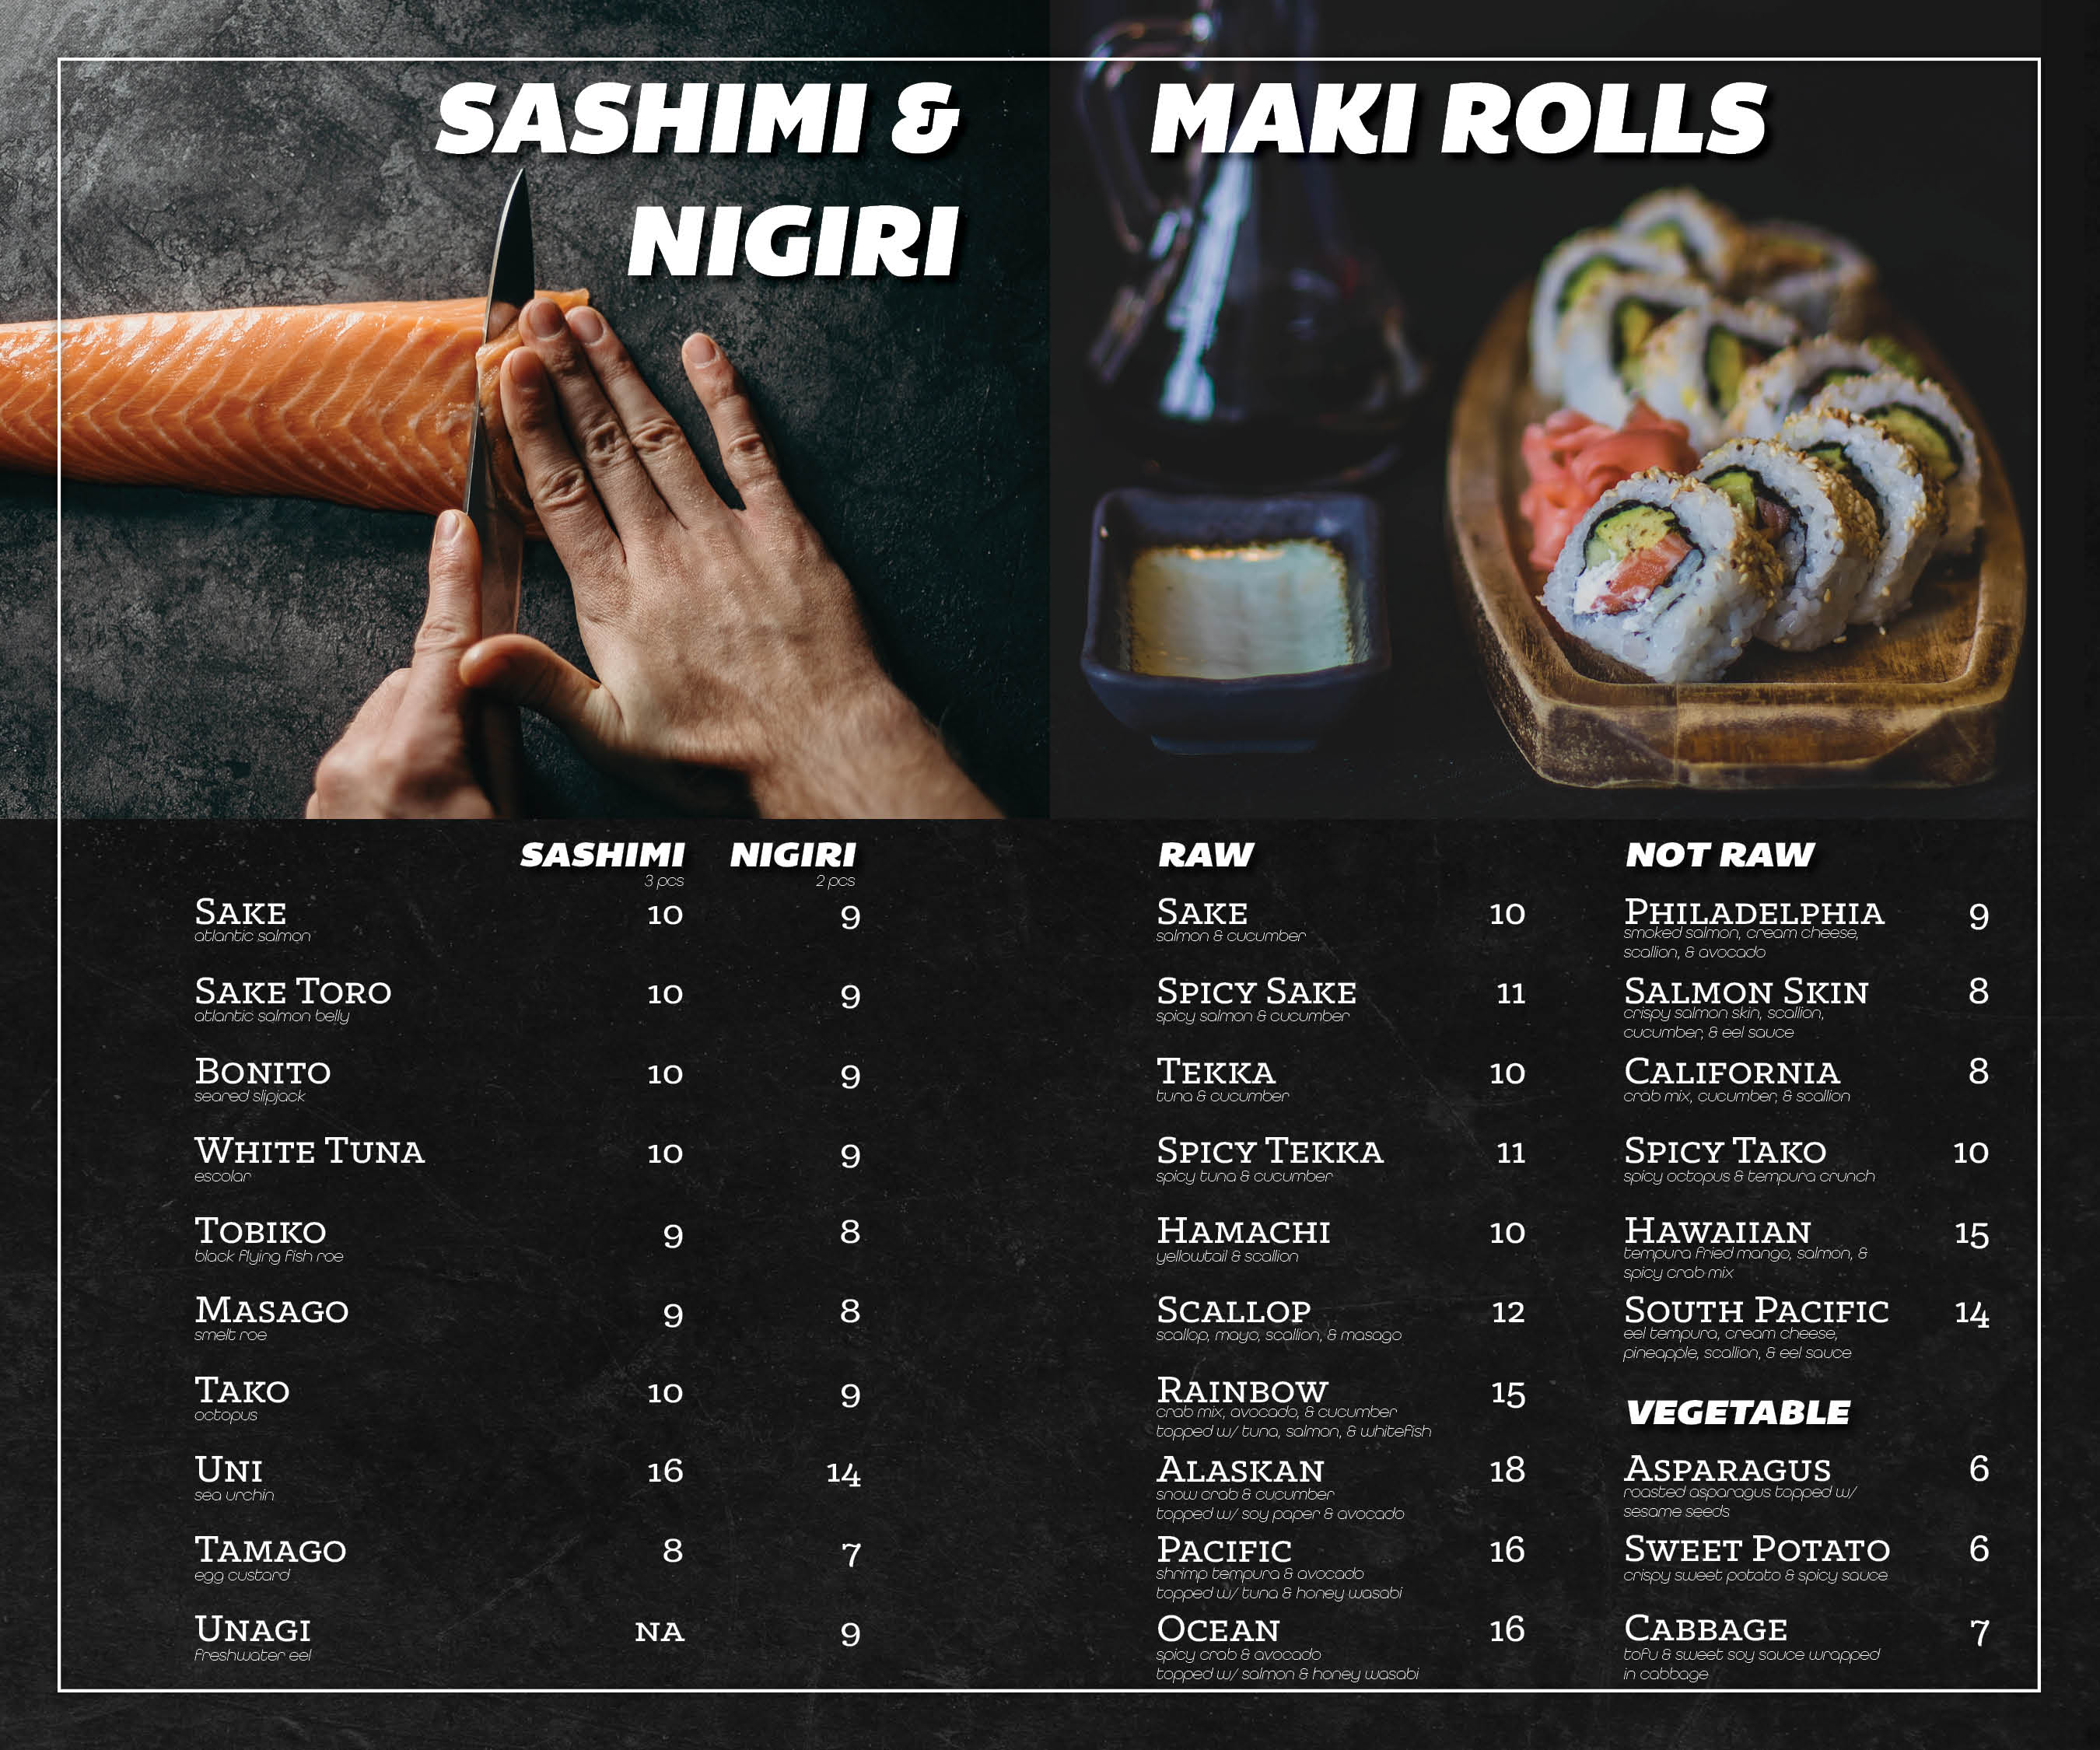 SASHIMI &
NIGIRI
MAKI ROLLS
SASHIMI NIGIRI
3 pcs 2 pcs
SAKE 10 9
atlantic salmon
SAKE TORO 10 9
atlantic salmon belly
BONITO 10 9
seared slipjack
WHITE TUNA 10 9
escolar
TOBIKO 9 8
black flying fish roe
MASAGO 9 8
smelt roe
TAKO 10 9
octopus
UNI 16 14
sea urchin
TAMAGO 8 7
egg custard
UNAGI NA 9
freshwater eel
RAW
SAKE 10
salmon & cucumber
SPICY SAKE 11
spicy salmon & cucumber
TEKKA 10
tuna & cucumber
SPICY TEKKA 11
spicy tuna & cucumber
HAMACHI 10
yellowtail & scallion
SCALLOP 12
scallop, mayo, scallion, & masago
RAINBOW 15
crab mix, avocado, & cucumber
topped w/ tuna, salmon, & whitefish
ALASKAN 18
snow crab & cucumber
topped w/ soy paper & avocado
PACIFIC 16
shrimp tempura & avocado
topped w/ tuna & honey wasabi
OCEAN 16
spicy crab & avocado
topped w/ salmon & honey wasabi
NOT RAW
PHILADELPHIA 9
smoked salmon, cream cheese,
scallion, & avocado
SALMON SKIN 8
crispy salmon skin, scallion,
cucumber, & eel sauce
CALIFORNIA 8
crab mix, cucumber, & scallion
SPICY TAKO 10
spicy octopus & tempura crunch
HAWAIIAN 15
tempura fried mango, salmon, &
spicy crab mix
SOUTH PACIFIC 14
eel tempura, cream cheese,
pineapple, scallion, & eel sauce
VEGETABLE
ASPARAGUS 6
roasted asparagus topped w/
sesame seeds
SWEET POTATO 6
crispy sweet potato & spicy sauce
CABBAGE 7
tofu & sweet soy sauce wrapped
in cabbage